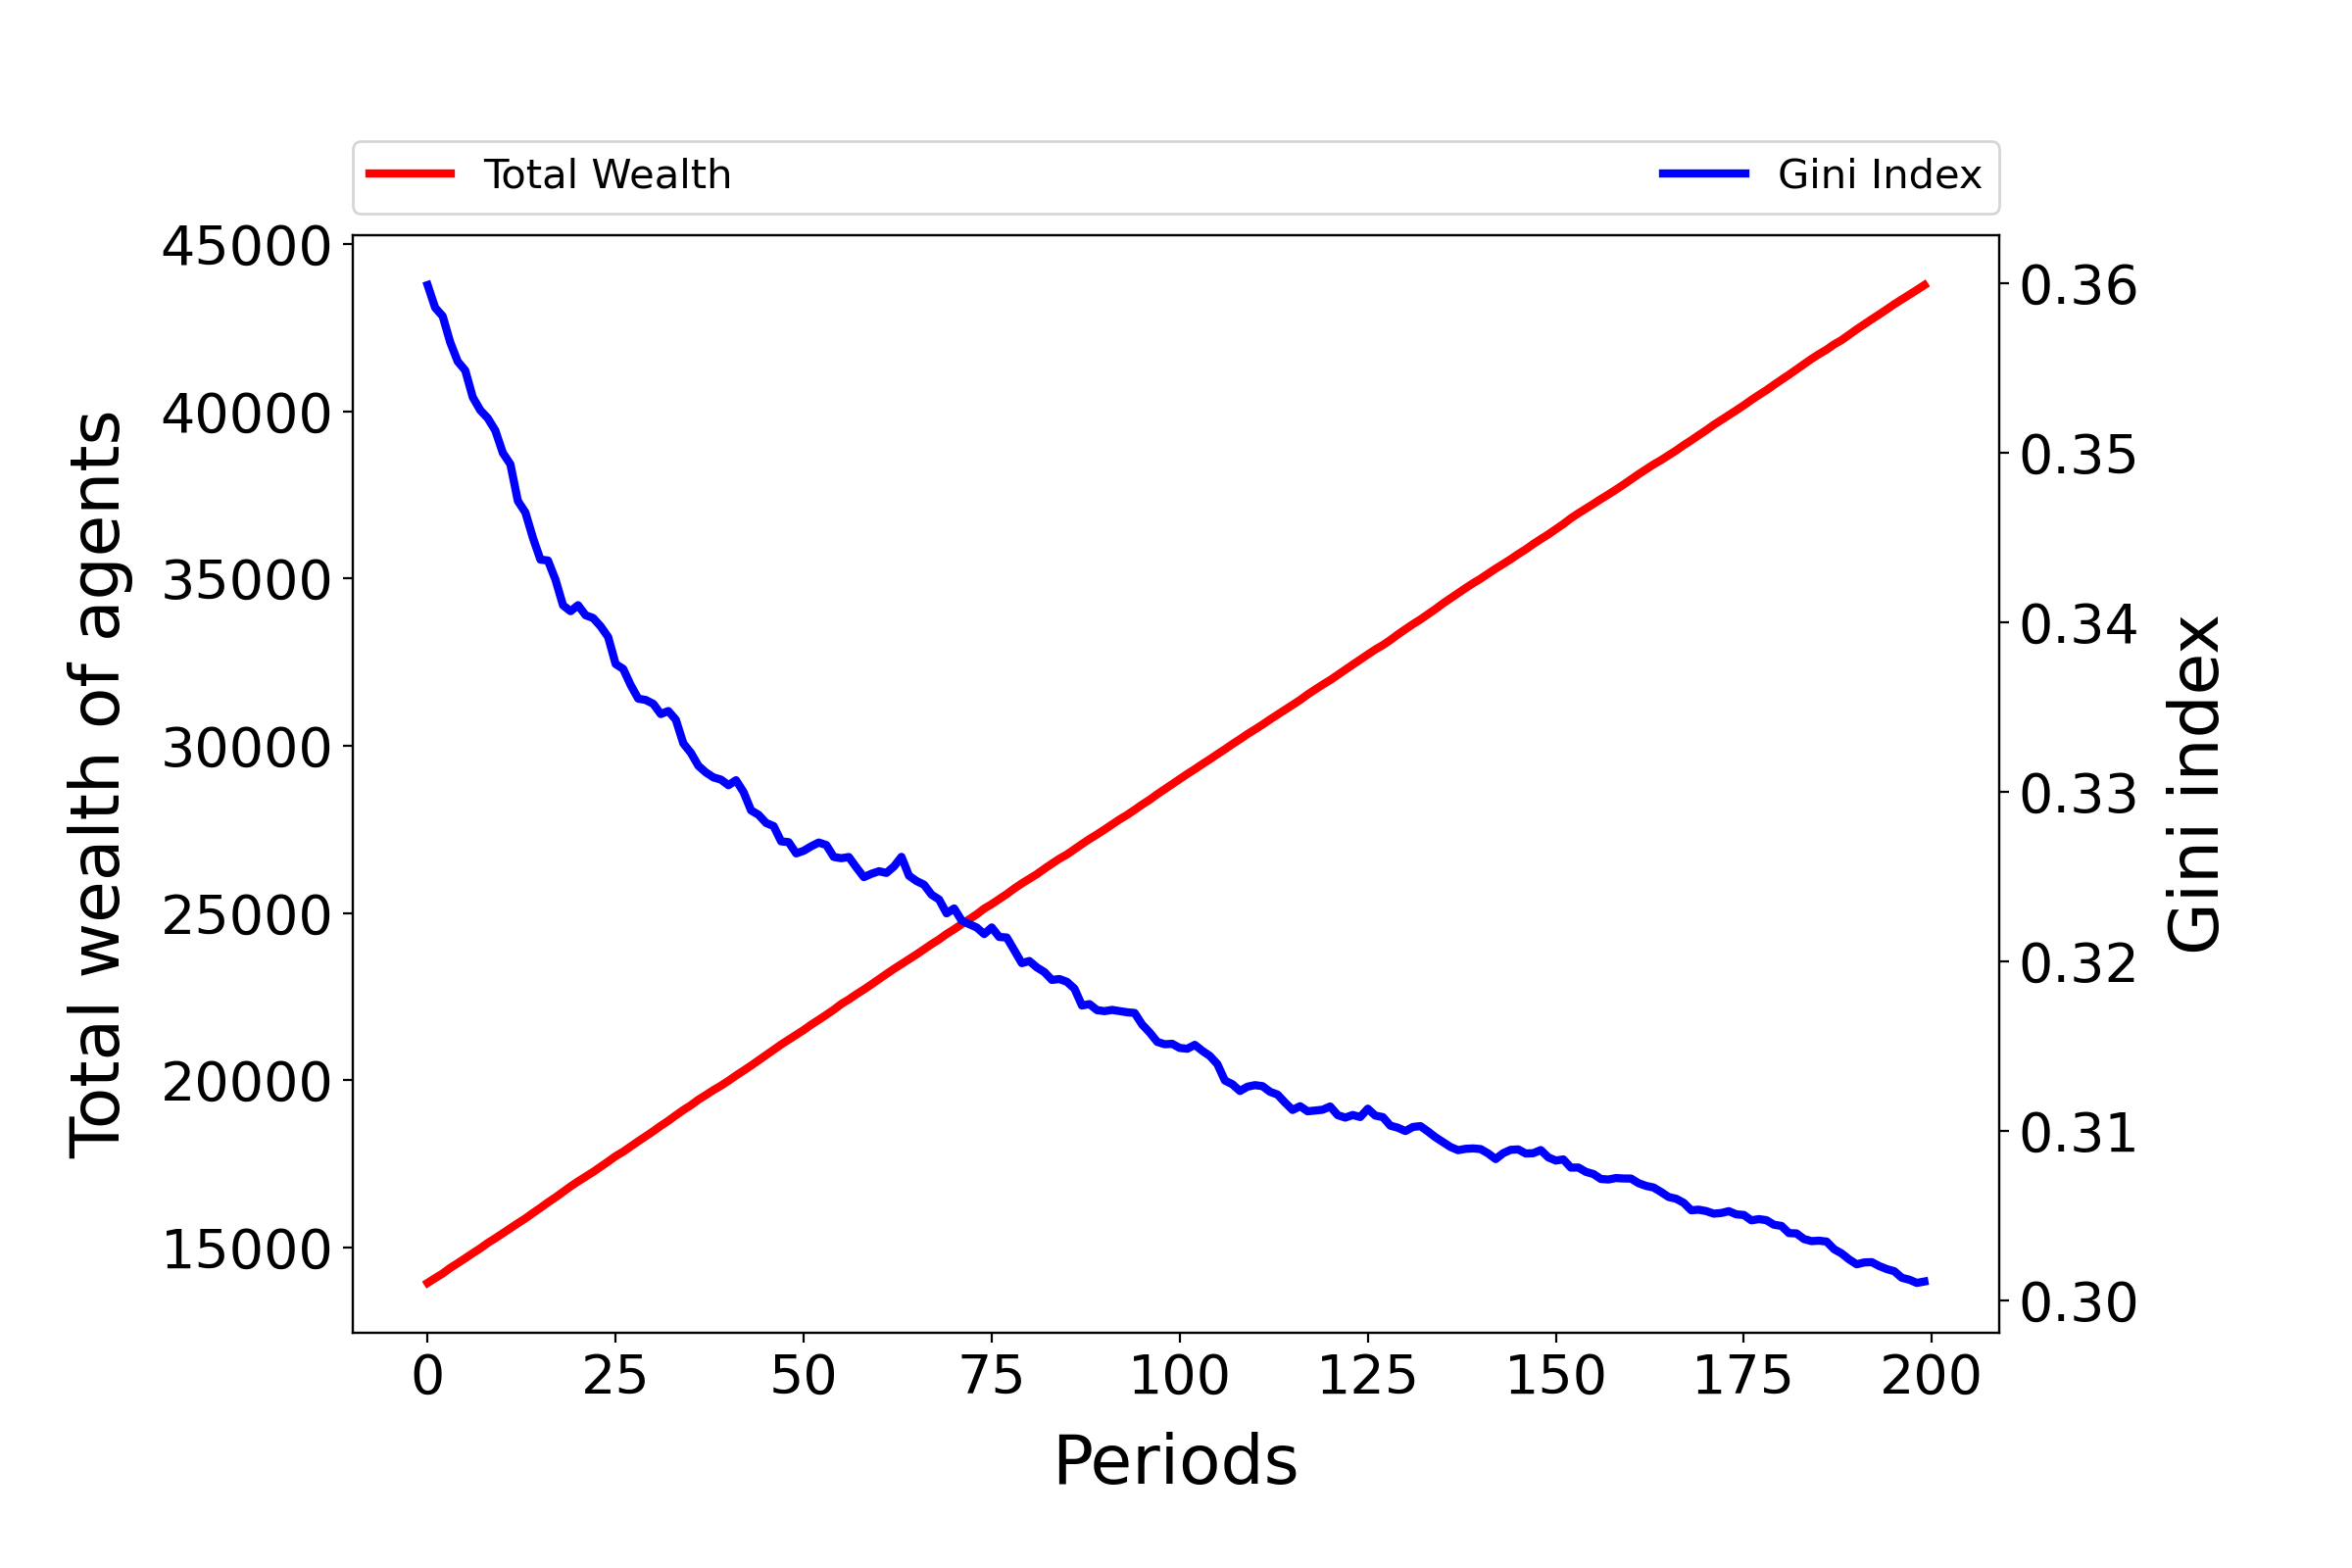 Total Wealth
Gini Index
45000
40000
35000
30000
25000
20000
15000
Total wealth of agents
0.36
0.35
0.34
0.33
0.32
0.31
0.30
Gini index
0 25 50 75 100 125 150 175 200
Periods